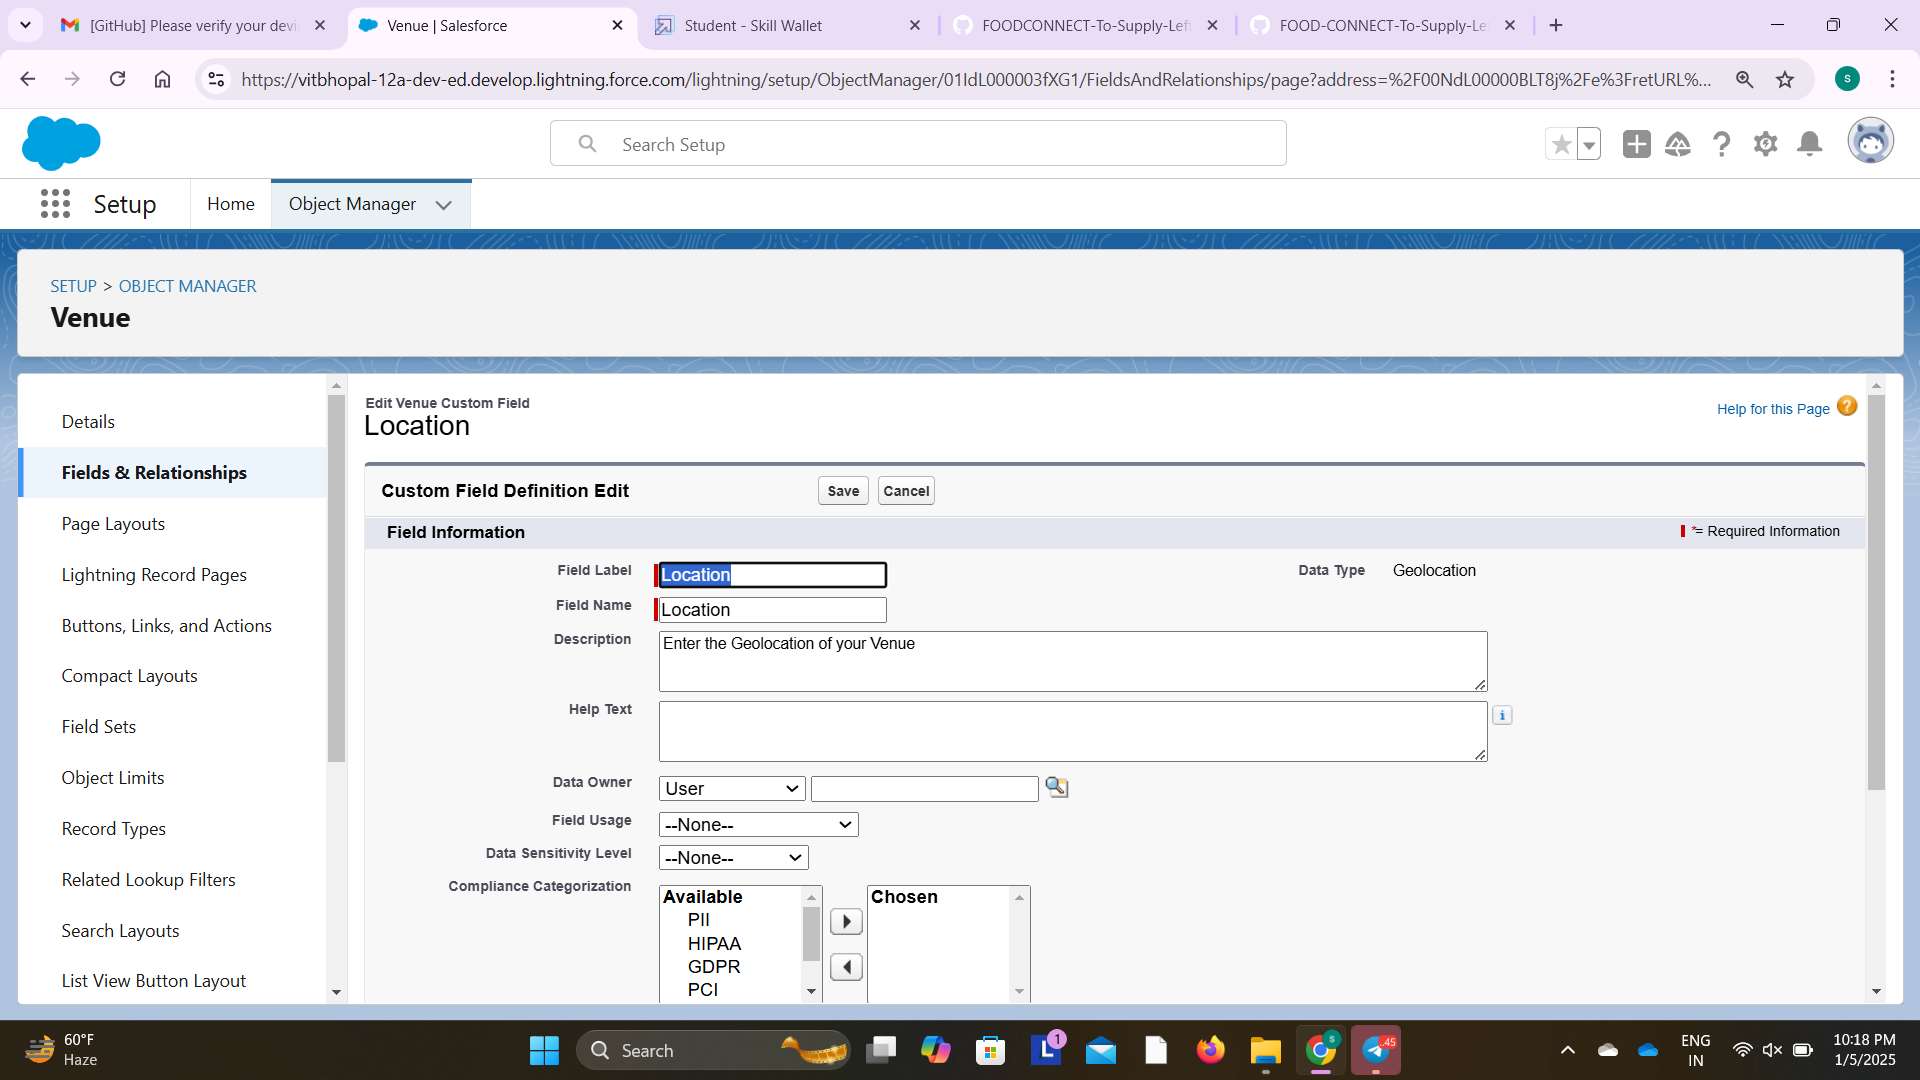 [GitHub] Please verify your devi
Venue | Salesforce
Student - Skill Wallet
FOODCONNECT-To-Supply-Left
FOOD-CONNECT-To-Supply-Le
https://vitbhopal-12a-dev-ed.develop.lightning.force.com/lightning/setup/ObjectManager/01IdL000003fXG1/FieldsAndRelationships/page?address=%2F00NdL00000BLT8j%2Fe%3FretURL%...
S
Search Setup
Setup
Home
Object Manager
SETUP > OBJECT MANAGER
Venue
Details
Fields & Relationships
Page Layouts
Lightning Record Pages
Buttons, Links, and Actions
Compact Layouts
Field Sets
Object Limits
Record Types
Related Lookup Filters
Search Layouts
List View Button Layout
Edit Venue Custom Field
Location
Help for this Page
Custom Field Definition Edit
Save
Cancel
Field Information
*= Required Information
Field Label
Location
Data Type
Geolocation
Field Name
Location
Description
Enter the Geolocation of your Venue
Help Text
Data Owner
User
Field Usage
--None--
Data Sensitivity Level
--None--
Compliance Categorization
Available
PII
HIPAA
GDPR
PCI
Chosen
60°F
Haze
Search
L
1
S
.45
ENG
IN
10:18 PM
1/5/2025